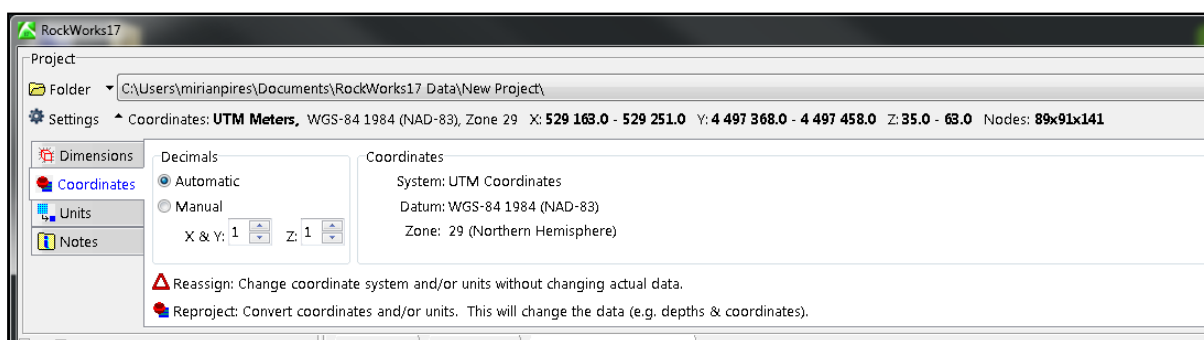 RockWorks17
Project
Folder C:\Users\mirianpires\Documents\RockWorks17 Data\New Project\
Settings Coordinates: UTM Meters, WGS-84 1984 (NAD-83), Zone 29 X: 529 163.0 - 529 251.0 Y: 4 497 368.0 - 4 497 458.0 Z: 35.0 - 63.0 Nodes: 89x91x141
Dimensions
Coordinates
Units
Notes
Decimals
Automatic
Manual
X & Y: 1 Z: 1
Coordinates
System: UTM Coordinates
Datum: WGS-84 1984 (NAD-83)
Zone: 29 (Northern Hemisphere)
Reassign: Change coordinate system and/or units without changing actual data.
Reproject: Convert coordinates and/or units. This will change the data (e.g. depths & coordinates).